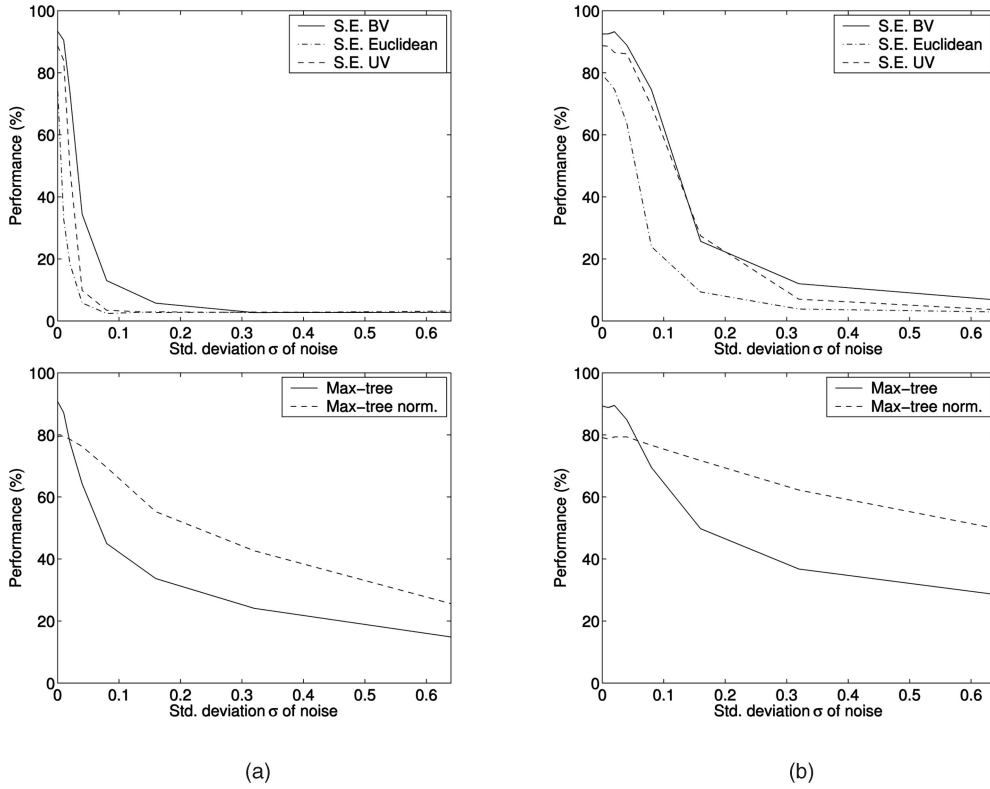 100
80
60
40
20
0
Performance (%)
S.E. BV
S.E. Euclidean
S.E. UV
0 0.1 0.2 0.3 0.4 0.5 0.6
Std. deviation σ of noise
100
80
60
40
20
0
Performance (%)
S.E. BV
S.E. Euclidean
S.E. UV
0 0.1 0.2 0.3 0.4 0.5 0.6
Std. deviation σ of noise
100
80
60
40
20
0
Performance (%)
Max-tree
Max-tree norm.
0 0.1 0.2 0.3 0.4 0.5 0.6
Std. deviation σ of noise
100
80
60
40
20
0
Performance (%)
Max-tree
Max-tree norm.
0 0.1 0.2 0.3 0.4 0.5 0.6
Std. deviation σ of noise
(a)
(b)